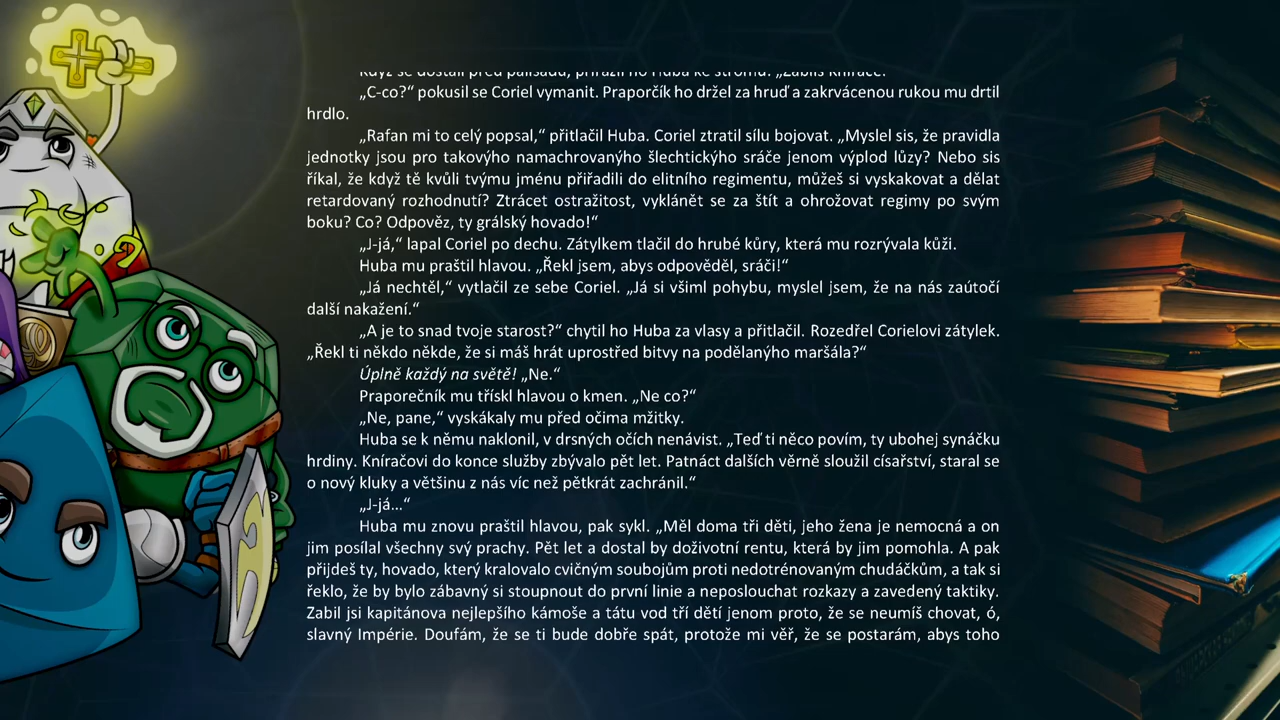 Když se dostali před palisádu, přirazil ho Huba ke stromu. „Zabils Knírače.“
„C-co?“ pokusil se Coriel vymanit. Praporčík ho držel za hruď a zakrvácenou rukou mu drtil
hrdlo.
„Rafan mi to celý popsal,“ přitlačil Huba. Coriel ztratil sílu bojovat. „Myslel sis, že pravidla
jednotky jsou pro takovýho namachrovanýho šlechtickýho sráče jenom výplod lůzy? Nebo sis
říkal, že když tě kvůli tvýmu jménu přiřadili do elitního regimentu, můžeš si vyskakovat a dělat
retardovaný rozhodnutí? Ztrácet ostražitost, vyklánět se za štít a ohrožovat regimy po svým
boku? Co? Odpověz, ty grálský hovado!“
„J-já,“ lapal Coriel po dechu. Zátylkem tlačil do hrubé kůry, která mu rozrývala kůži.
Huba mu praštil hlavou. „Řekl jsem, abys odpověděl, sráči!“
„Já nechtěl,“ vytlačil ze sebe Coriel. „Já si všiml pohybu, myslel jsem, že na nás zaútočí
další nakažení.“
„A je to snad tvoje starost?“ chytil ho Huba za vlasy a přitlačil. Rozedřel Corielovi zátylek.
„Řekl ti někdo někde, že si máš hrát uprostřed bitvy na podělanýho maršála?“
Úplně každý na světě! „Ne.“
Praporečník mu třískl hlavou o kmen. „Ne co?“
„Ne, pane,“ vyskákaly mu před očima mžitky.
Huba se k němu naklonil, v drsných očích nenávist. „Teď ti něco povím, ty ubohej synáčku
hrdiny. Kníračovi do konce služby zbývalo pět let. Patnáct dalších věrně sloužil císařství, staral se
o nový kluky a většinu z nás víc než pětkrát zachránil.“
„J-já…“
Huba mu znovu praštil hlavou, pak sykl. „Měl doma tři děti, jeho žena je nemocná a on
jim posílal všechny svý prachy. Pět let a dostal by doživotní rentu, která by jim pomohla. A pak
přijdeš ty, hovado, který kralovalo cvičným soubojům proti nedotrénovaným chudáčkům, a tak si
řeklo, že by bylo zábavný si stoupnout do první linie a neposlouchat rozkazy a zavedený taktiky.
Zabil jsi kapitánova nejlepšího kámoše a tátu vod tří dětí jenom proto, že se neumíš chovat, ó,
slavný Impérie. Doufám, že se ti bude dobře spát, protože mi věř, že se postarám, abys toho